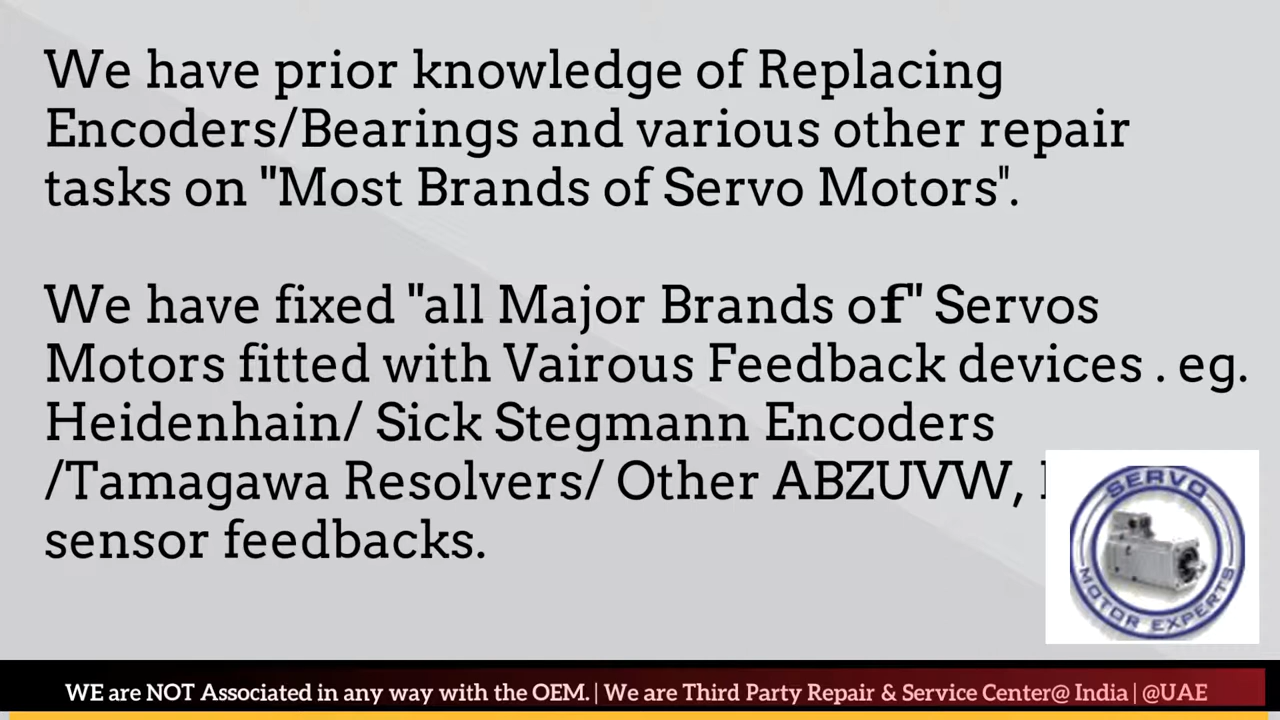 We have prior knowledge of Replacing
Encoders/Bearings and various other repair
tasks on "Most Brands of Servo Motors".
We have fixed "all Major Brands of" Servos
Motors fitted with Vairous Feedback devices . eg.
Heidenhain/ Sick Stegmann Encoders
/Tamagawa Resolvers/ Other ABZUVW,
sensor feedbacks.
SERVO
MOTOR EXPERTS
WE are NOT Associated in any way with the OEM. | We are Third Party Repair & Service Center@ India | @UAE